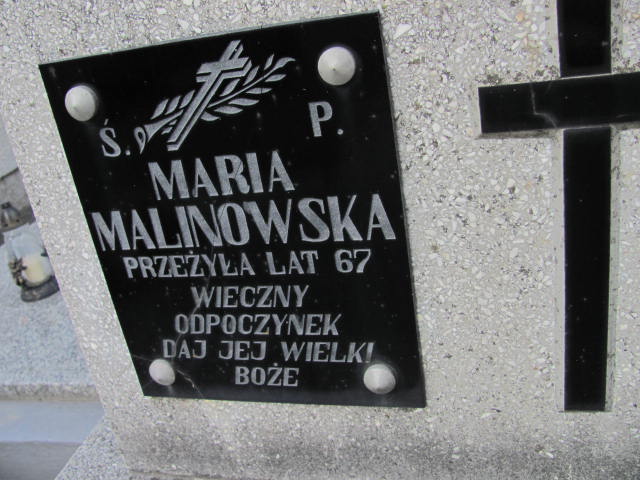 Ś. P.
MARIA
MALINOWSKA
PRZEŻYŁA LAT 67
WIECZNY
ODPOCZYNEK
DAJ JEJ WIELKI
BOŻE